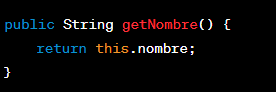 public String getNombre() {
    return this.nombre;
}